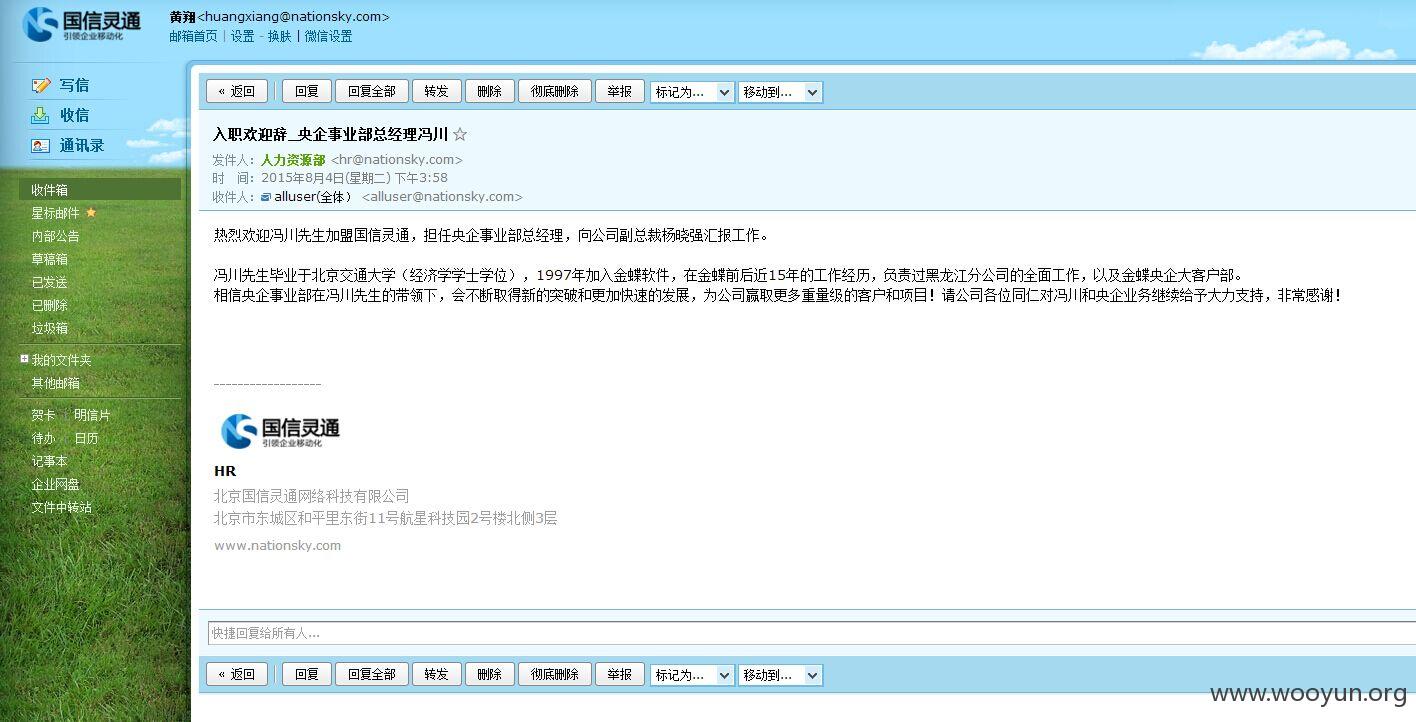 国信灵通
引领企业移动化
黄翔<huangxiang@nationsky.com>
邮箱首页 | 设置 - 换肤 | 微信设置
写信
收信
通讯录
收件箱
星标邮件
内部公告
草稿箱
已发送
已删除
垃圾箱
我的文件夹
其他邮箱
贺卡 | 明信片
待办 | 日历
记事本
企业网盘
文件中转站
« 返回 回复 回复全部 转发 删除 彻底删除 举报 标记为... 移动到...
入职欢迎辞_央企事业部总经理冯川
发件人：人力资源部 <hr@nationsky.com>
时 间：2015年8月4日(星期二) 下午3:58
收件人：alluser(全体） <alluser@nationsky.com>
热烈欢迎冯川先生加盟国信灵通，担任央企事业部总经理，向公司副总裁杨晓强汇报工作。
冯川先生毕业于北京交通大学（经济学学士学位），1997年加入金蝶软件，在金蝶前后近15年的工作经历，负责过黑龙江分公司的全面工作，以及金蝶央企大客户部。
相信央企事业部在冯川先生的带领下，会不断取得新的突破和更加快速的发展，为公司赢取更多重量级的客户和项目！请公司各位同仁对冯川和央企业务继续给予大力支持，非常感谢！
------------------
国信灵通
引领企业移动化
HR
北京国信灵通网络科技有限公司
北京市东城区和平里东街11号航星科技园2号楼北侧3层
www.nationsky.com
快捷回复给所有人...
« 返回 回复 回复全部 转发 删除 彻底删除 举报 标记为... 移动到...
www.wooyun.org